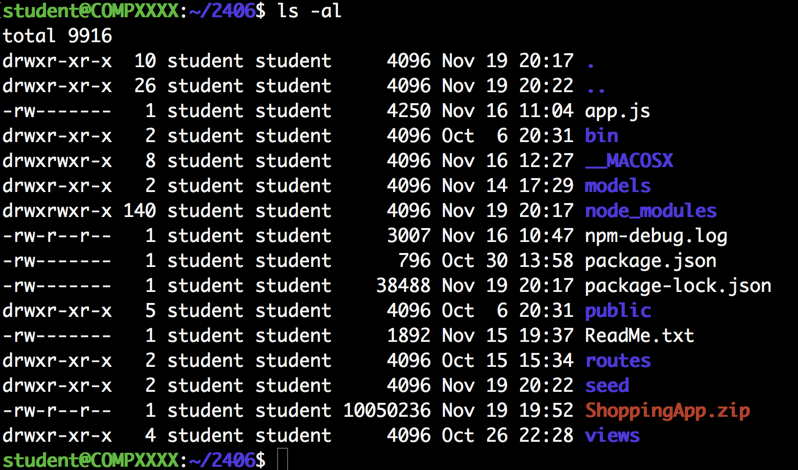 student@COMPXXXX:~/2406$ ls -al
total 9916
drwxr-xr-x  10 student student     4096 Nov 19 20:17 .
drwxr-xr-x  26 student student     4096 Nov 19 20:22 ..
-rw-------   1 student student     4250 Nov 16 11:04 app.js
drwxr-xr-x   2 student student     4096 Oct  6 20:31 bin
drwxrwxr-x   8 student student     4096 Nov 16 12:27 __MACOSX
drwxr-xr-x   2 student student     4096 Nov 14 17:29 models
drwxrwxr-x 140 student student     4096 Nov 19 20:17 node_modules
-rw-r--r--   1 student student     3007 Nov 16 10:47 npm-debug.log
-rw-------   1 student student      796 Oct 30 13:58 package.json
-rw-------   1 student student    38488 Nov 19 20:17 package-lock.json
drwxr-xr-x   5 student student     4096 Oct  6 20:31 public
-rw-------   1 student student     1892 Nov 15 19:37 ReadMe.txt
drwxr-xr-x   2 student student     4096 Oct 15 15:34 routes
drwxr-xr-x   2 student student     4096 Nov 19 20:22 seed
-rw-r--r--   1 student student 10050236 Nov 19 19:52 ShoppingApp.zip
drwxr-xr-x   4 student student     4096 Oct 26 22:28 views
student@COMPXXXX:~/2406$